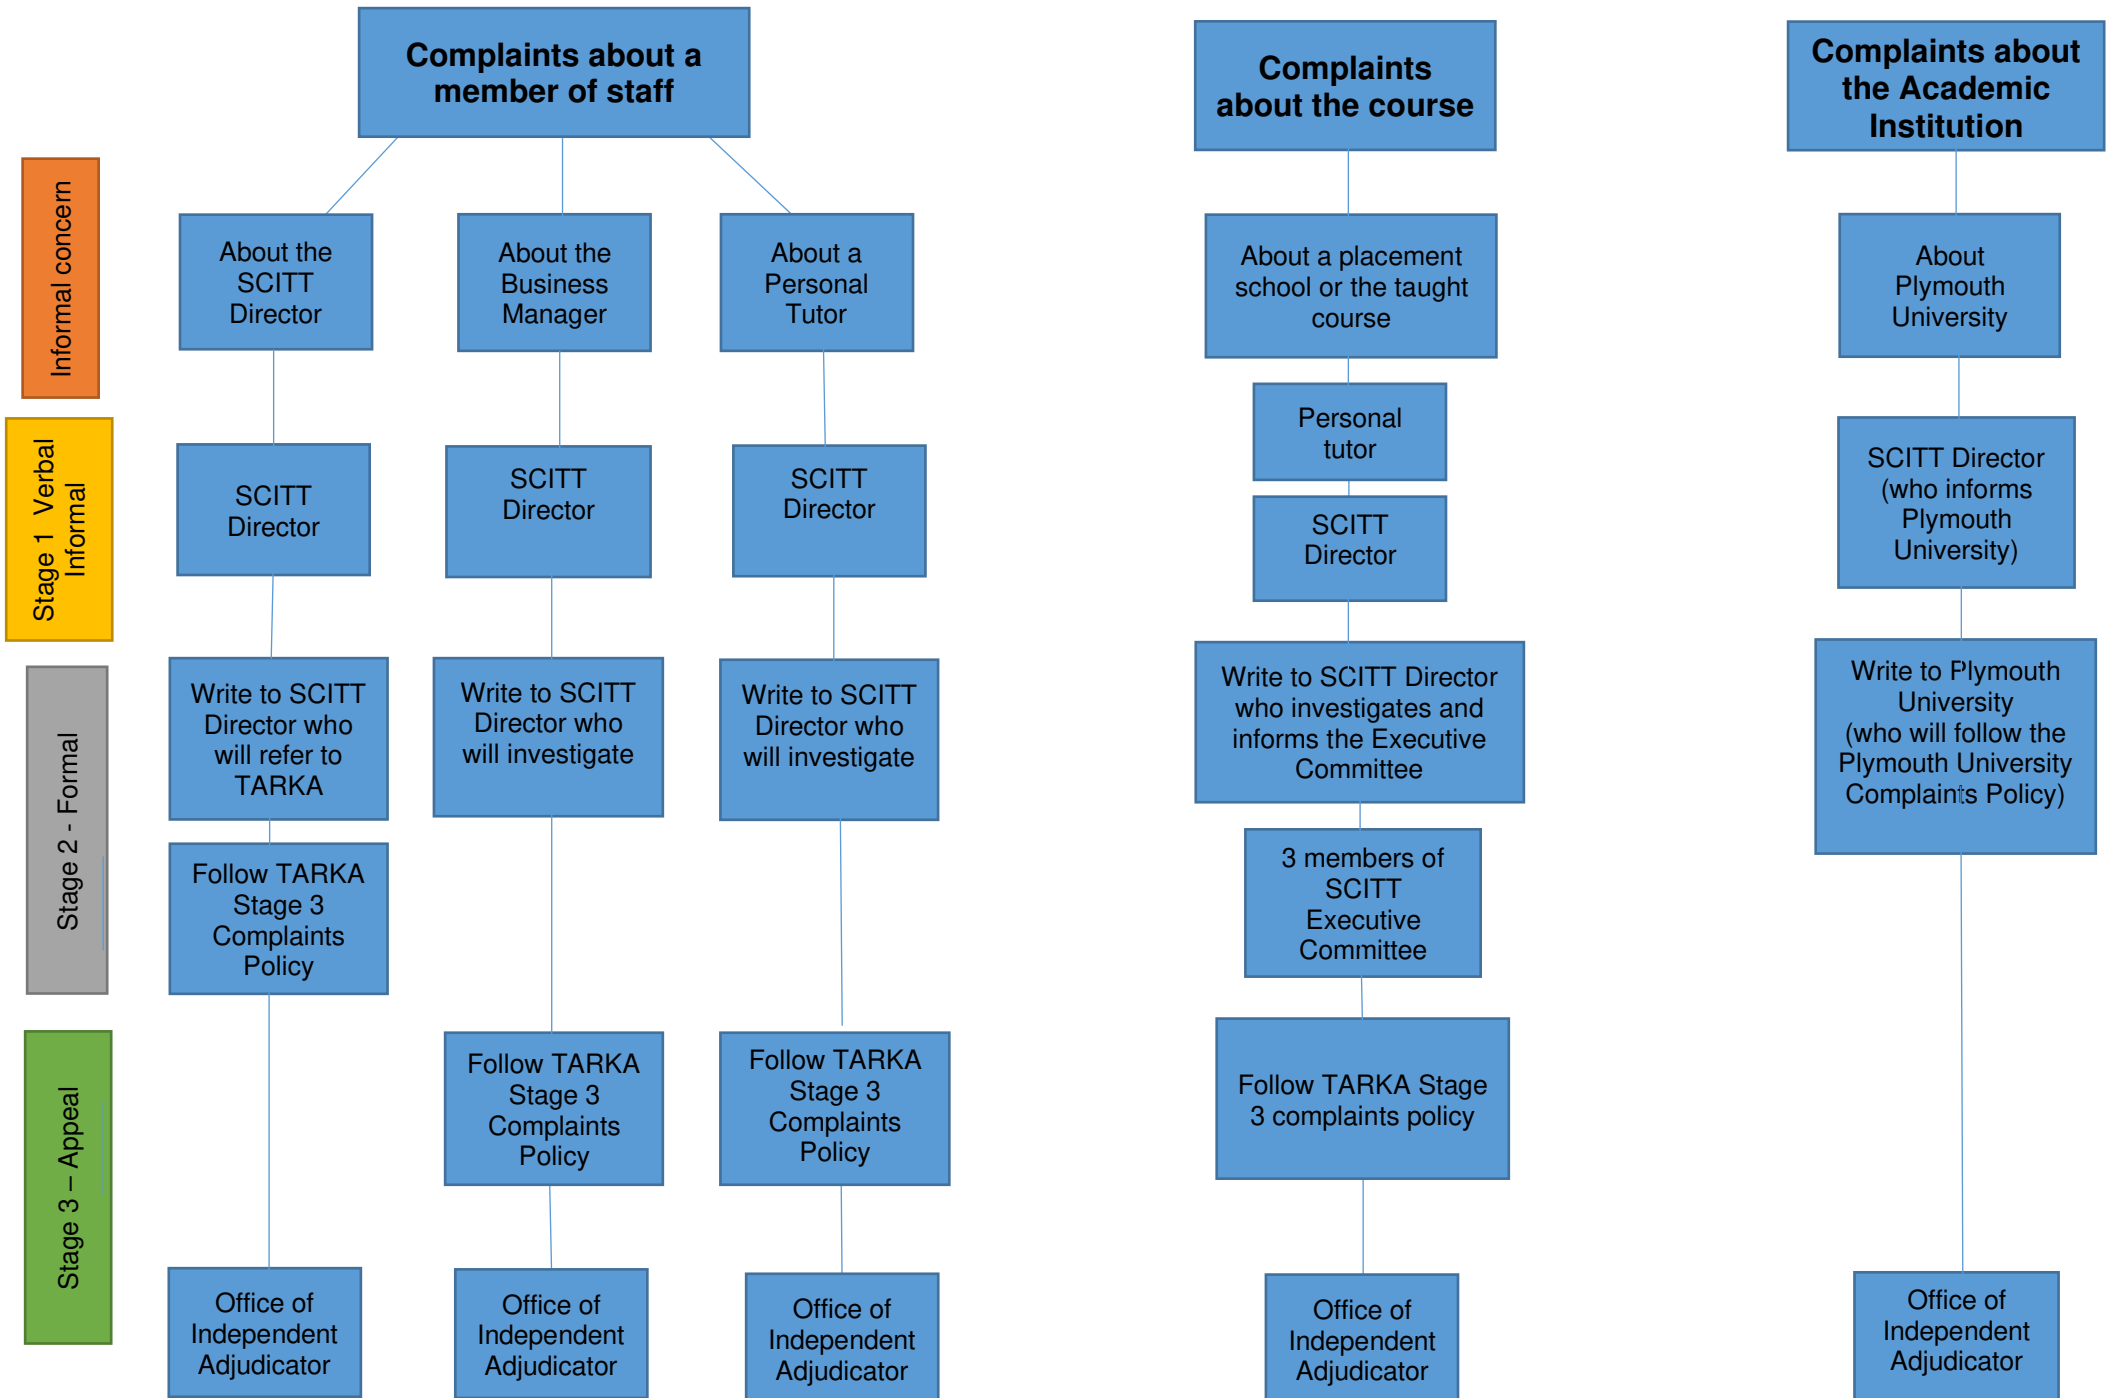 Complaints about a
member of staff
Complaints
about the course
Complaints about
the Academic
Institution
Informal concern
About the
SCITT
Director
About the
Business
Manager
About a
Personal
Tutor
About a placement
school or the taught
course
About
Plymouth
University
Stage 1  Verbal
Informal
SCITT
Director
SCITT
Director
SCITT
Director
Personal
tutor
SCITT
Director
SCITT Director
(who informs
Plymouth
University)
Stage 2 - Formal
Write to SCITT
Director who
will refer to
TARKA
Write to SCITT
Director who
will investigate
Write to SCITT
Director who
will investigate
Write to SCITT Director
who investigates and
informs the Executive
Committee
Write to Plymouth
University
(who will follow the
Plymouth University
Complaints Policy)
Follow TARKA
Stage 3
Complaints
Policy
3 members of
SCITT
Executive
Committee
Stage 3 – Appeal
Follow TARKA
Stage 3
Complaints
Policy
Follow TARKA
Stage 3
Complaints
Policy
Follow TARKA Stage
3 complaints policy
Office of
Independent
Adjudicator
Office of
Independent
Adjudicator
Office of
Independent
Adjudicator
Office of
Independent
Adjudicator
Office of
Independent
Adjudicator